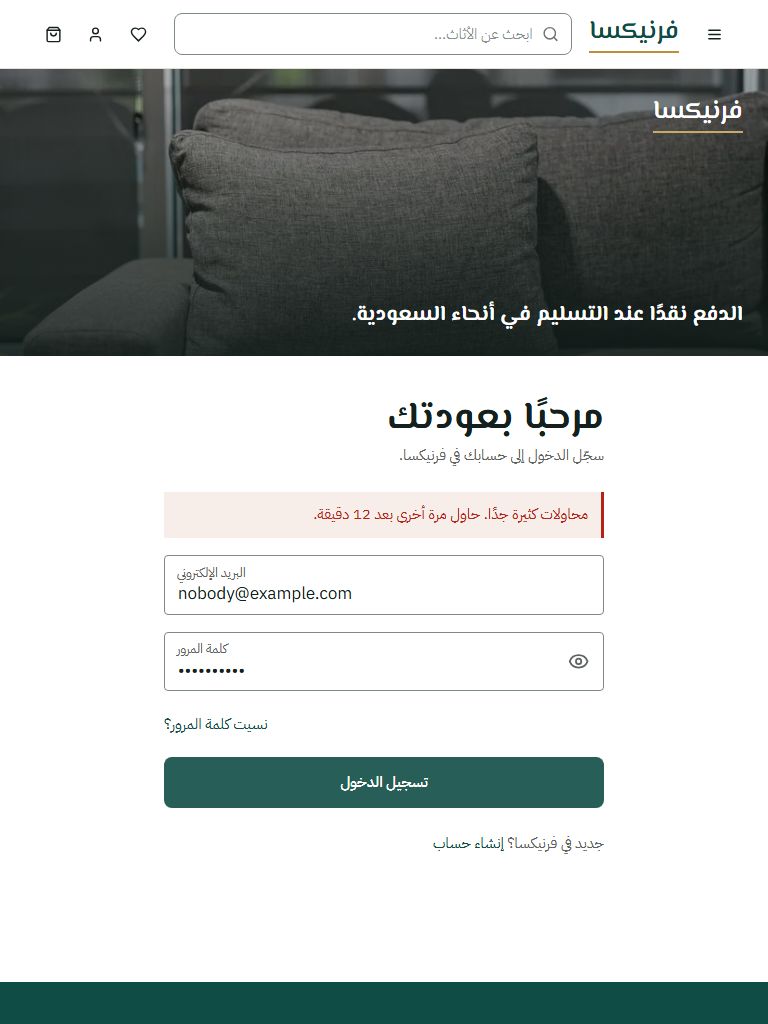 فرنيكسا
ابحث عن الأثاث...
فرنيكسا
الدفع نقدًا عند التسليم في أنحاء السعودية.
مرحبًا بعودتك
سجّل الدخول إلى حسابك في فرنيكسا.
محاولات كثيرة جدًا. حاول مرة أخرى بعد 12 دقيقة.
البريد الإلكتروني
nobody@example.com
كلمة المرور
••••••••••
نسيت كلمة المرور؟
تسجيل الدخول
جديد في فرنيكسا؟ إنشاء حساب